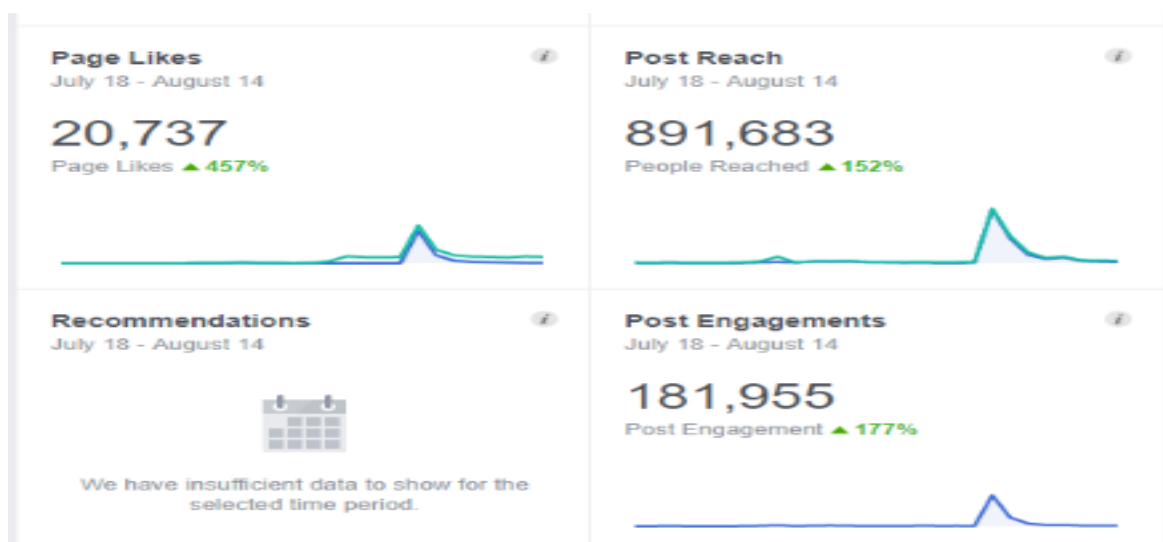 Page Likes
July 18 - August 14
20,737
Page Likes ▲ 457%
Post Reach
July 18 - August 14
891,683
People Reached ▲ 152%
Recommendations
July 18 - August 14
We have insufficient data to show for the
selected time period.
Post Engagements
July 18 - August 14
181,955
Post Engagement ▲ 177%